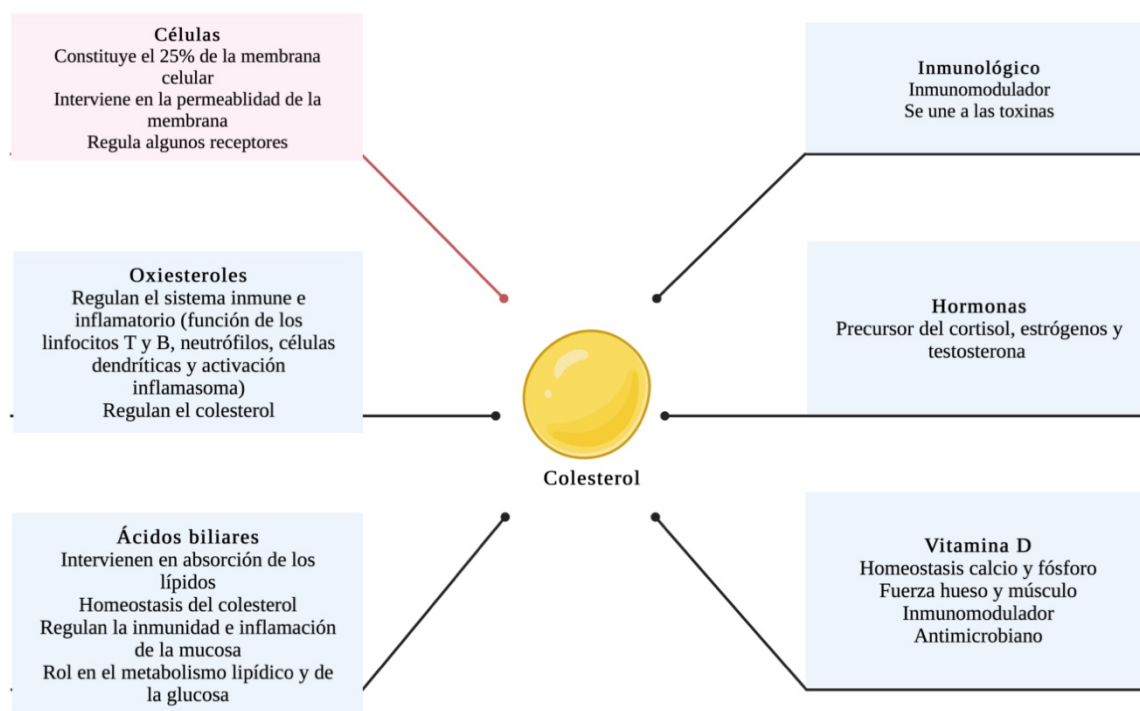 Células
Constituye el 25% de la membrana
celular
Interviene en la permeablidad de la
membrana
Regula algunos receptores
Oxiesteroles
Regulan el sistema inmune e
inflamatorio (función de los
linfocitos T y B, neutrófilos, células
dendríticas y activación
inflamasoma)
Regulan el colesterol
Ácidos biliares
Intervienen en absorción de los
lípidos
Homeostasis del colesterol
Regulan la inmunidad e inflamación
de la mucosa
Rol en el metabolismo lipídico y de
la glucosa
Colesterol
Inmunológico
Inmunomodulador
Se une a las toxinas
Hormonas
Precursor del cortisol, estrógenos y
testosterona
Vitamina D
Homeostasis calcio y fósforo
Fuerza hueso y músculo
Inmunomodulador
Antimicrobiano